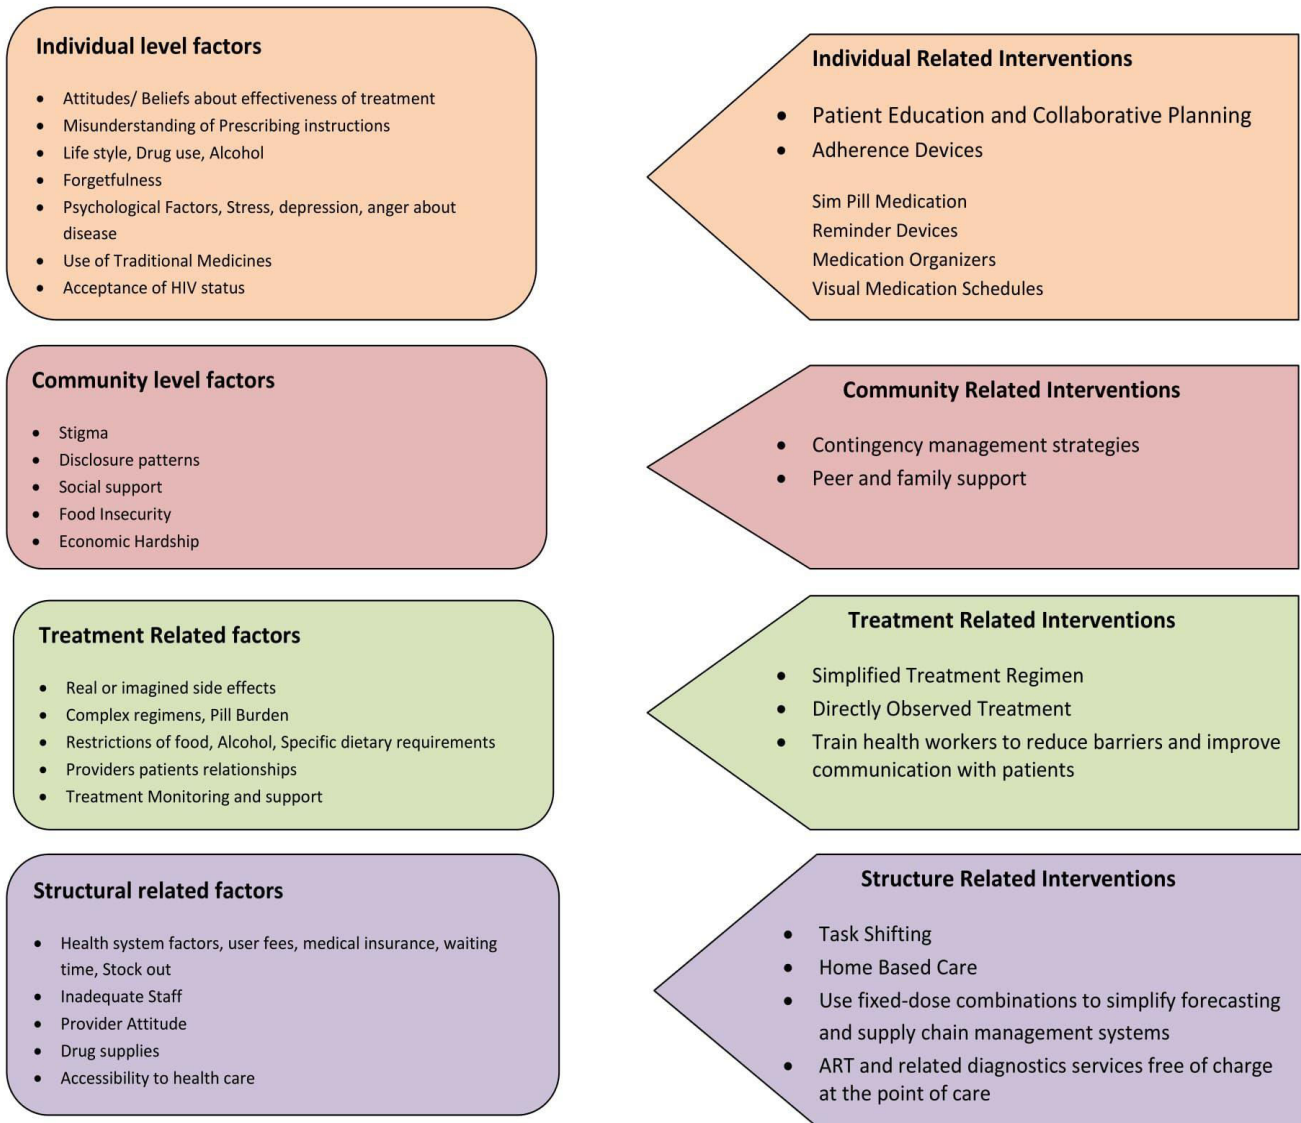 Individual level factors
• Attitudes/ Beliefs about effectiveness of treatment
• Misunderstanding of Prescribing instructions
• Life style, Drug use, Alcohol
• Forgetfulness
• Psychological Factors, Stress, depression, anger about
disease
• Use of Traditional Medicines
• Acceptance of HIV status
Individual Related Interventions
• Patient Education and Collaborative Planning
• Adherence Devices
Sim Pill Medication
Reminder Devices
Medication Organizers
Visual Medication Schedules
Community level factors
• Stigma
• Disclosure patterns
• Social support
• Food Insecurity
• Economic Hardship
Community Related Interventions
• Contingency management strategies
• Peer and family support
Treatment Related factors
• Real or imagined side effects
• Complex regimens, Pill Burden
• Restrictions of food, Alcohol, Specific dietary requirements
• Providers patients relationships
• Treatment Monitoring and support
Treatment Related Interventions
• Simplified Treatment Regimen
• Directly Observed Treatment
• Train health workers to reduce barriers and improve
communication with patients
Structural related factors
• Health system factors, user fees, medical insurance, waiting
time, Stock out
• Inadequate Staff
• Provider Attitude
• Drug supplies
• Accessibility to health care
Structure Related Interventions
• Task Shifting
• Home Based Care
• Use fixed-dose combinations to simplify forecasting
and supply chain management systems
• ART and related diagnostics services free of charge
at the point of care